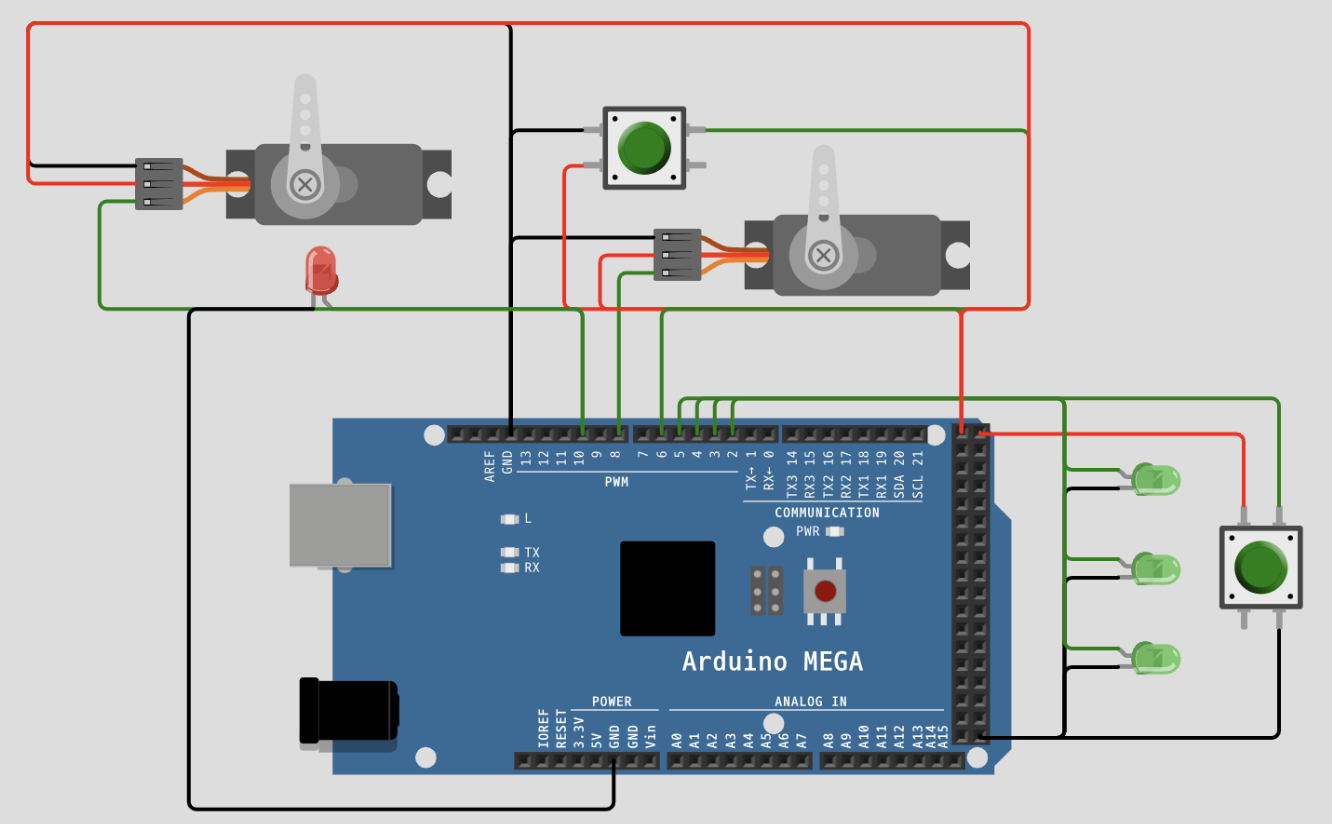 AREF
GND
13
12
11
10
9
8
7
6
5
4
3
2
TX→ 1
RX← 0
TX3 14
RX3 15
TX2 16
RX2 17
TX1 18
RX1 19
SDA 20
SCL 21
PWM
COMMUNICATION
L
PWR
TX
RX
Arduino MEGA
POWER
ANALOG IN
IOREF
RESET
3.3V
5V
GND
GND
Vin
A0
A1
A2
A3
A4
A5
A6
A7
A8
A9
A10
A11
A12
A13
A14
A15